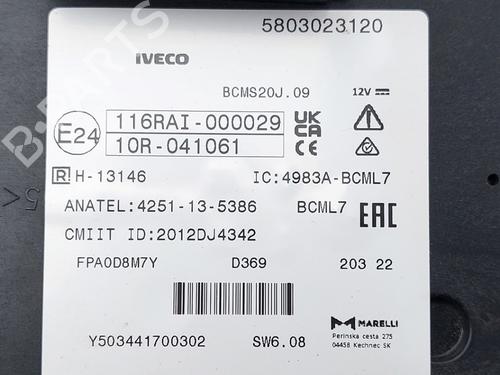 5803023120
IVECO
BCMS20J.09 12V
E24 116RAI-000029 UK CA
10R-041061 CE
R H-13146 IC:4983A-BCML7
ANATEL:4251-13-5386 BCML7 EAC
CMIIT ID:2012DJ4342
FPA0D8M7Y D369 203 22
Y503441700302 SW6.08 MARELLI
Perinska cesta 275
04458 Kechnec SK
B-PARTS
5